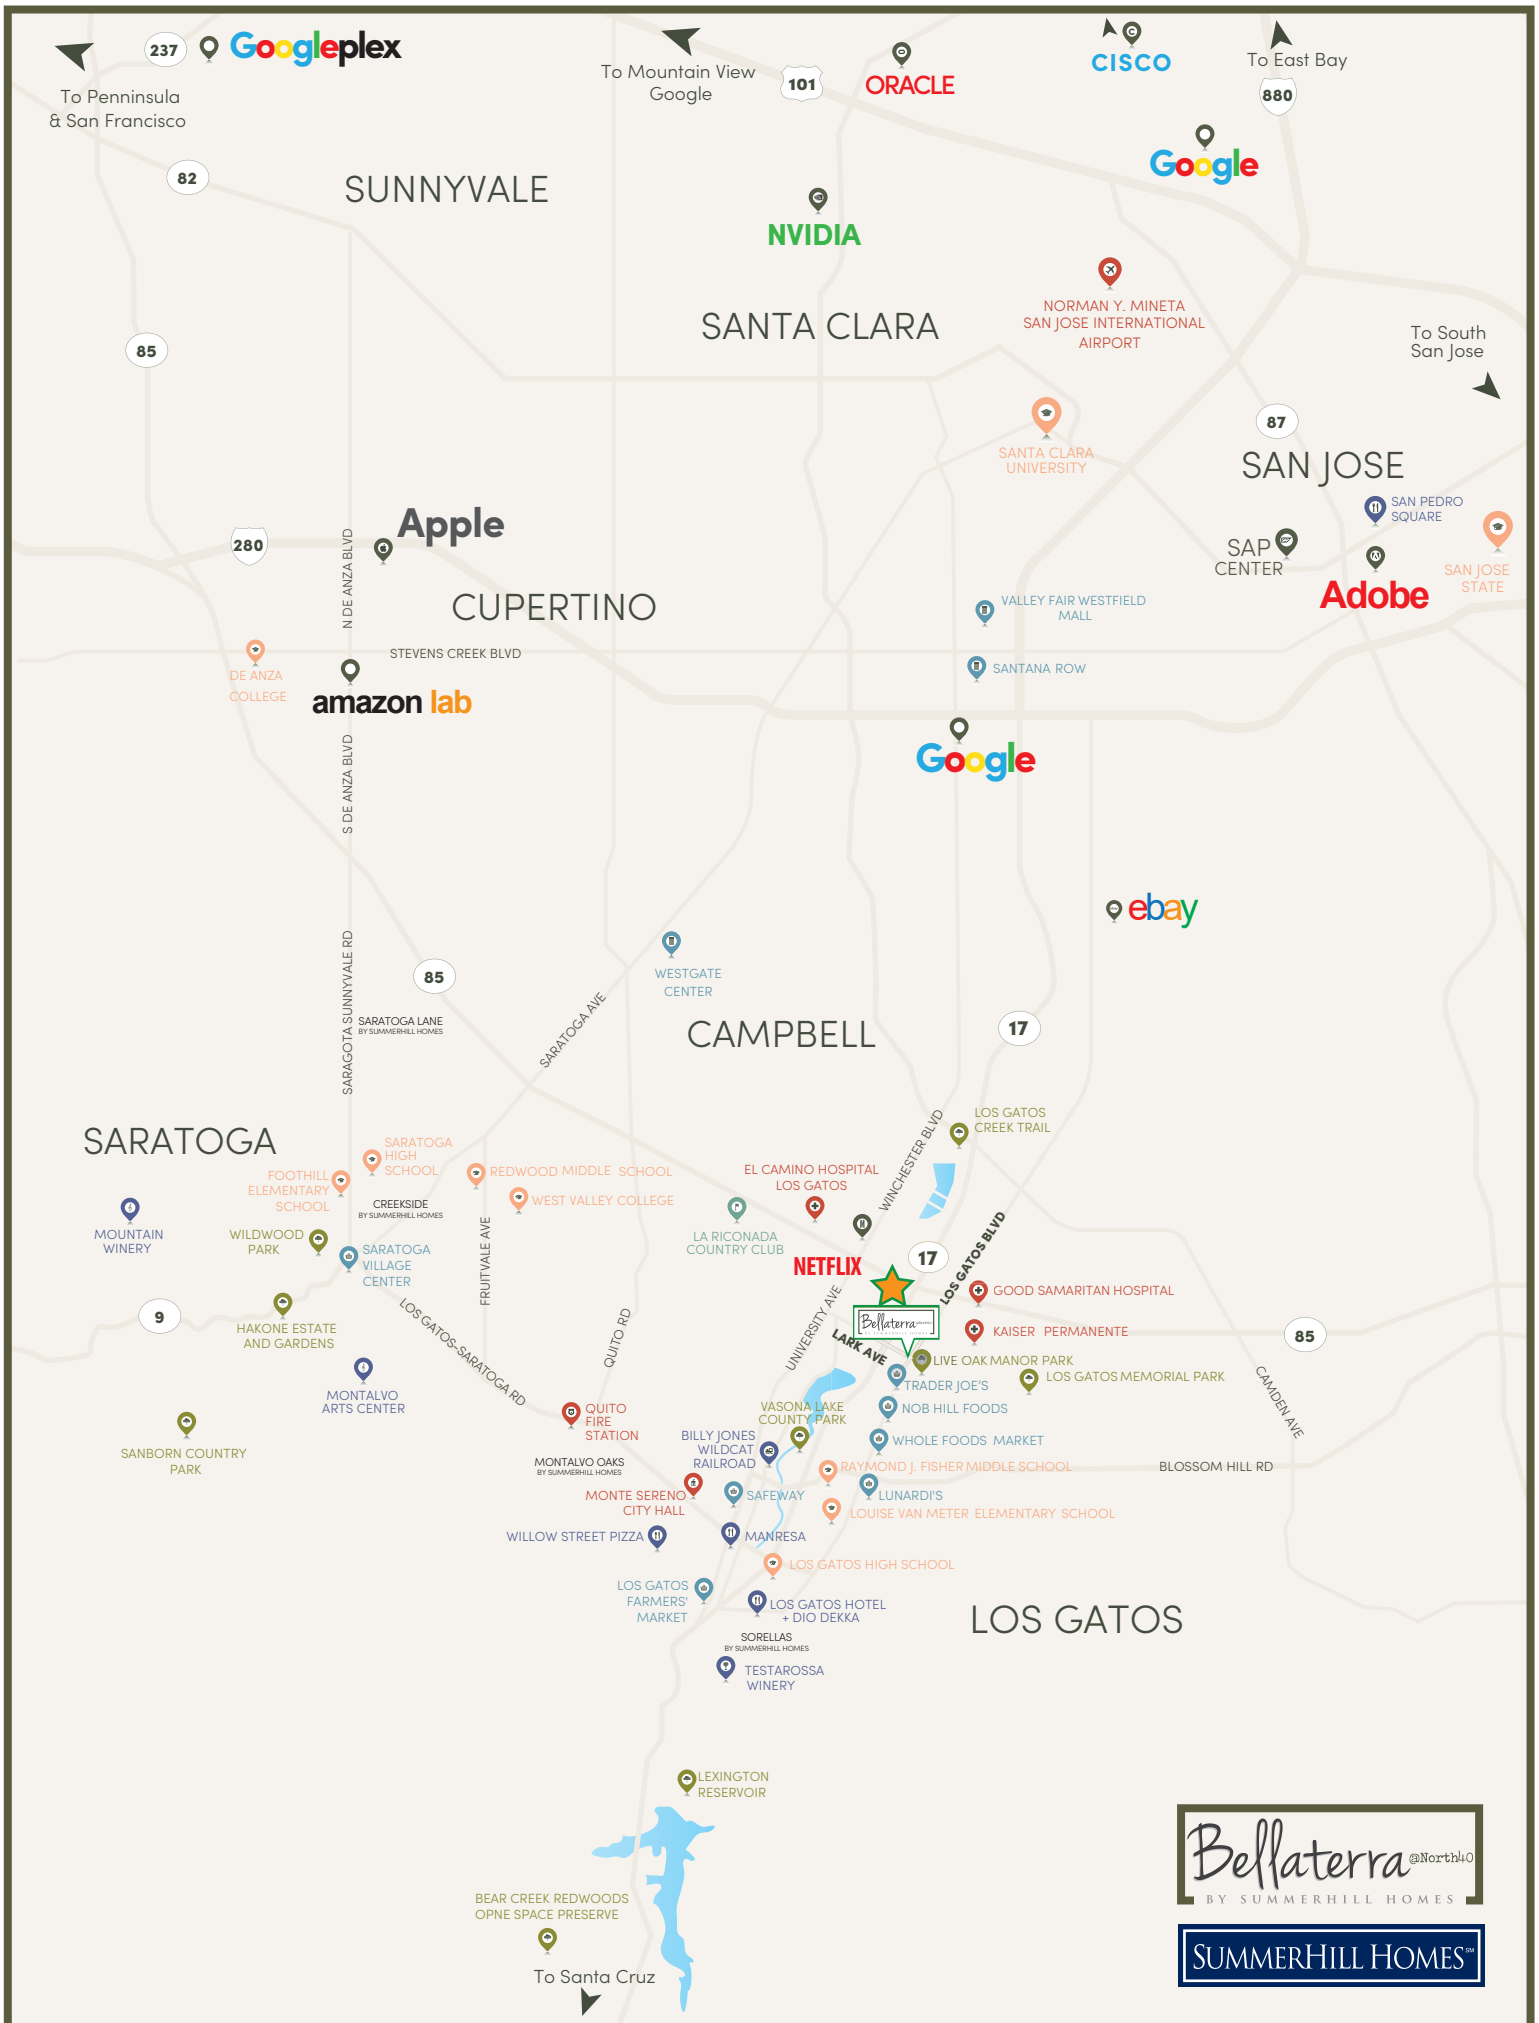 237
Googleplex
To Penninsula
& San Francisco
To Mountain View
Google
101
ORACLE
CISCO
To East Bay
880
Google
82
SUNNYVALE
NVIDIA
SANTA CLARA
NORMAN Y. MINETA
SAN JOSE INTERNATIONAL
AIRPORT
To South
San Jose
85
87
SANTA CLARA
UNIVERSITY
SAN JOSE
SAN PEDRO
SQUARE
SAP
CENTER
Adobe
SAN JOSE
STATE
280
N DE ANZA BLVD
Apple
CUPERTINO
VALLEY FAIR WESTFIELD
MALL
STEVENS CREEK BLVD
SANTANA ROW
DE ANZA
COLLEGE
amazon lab
Google
S DE ANZA BLVD
ebay
SARAGOTA SUNNYVALE RD
85
WESTGATE
CENTER
SARATOGA LANE
BY SUMMERHILL HOMES
SARATOGA AVE
CAMPBELL
17
SARATOGA
LOS GATOS
CREEK TRAIL
WINCHESTER BLVD
SARATOGA
HIGH
SCHOOL
FOOTHILL
ELEMENTARY
SCHOOL
REDWOOD MIDDLE SCHOOL
WEST VALLEY COLLEGE
EL CAMINO HOSPITAL
LOS GATOS
CREEKSIDE
BY SUMMERHILL HOMES
MOUNTAIN
WINERY
WILDWOOD
PARK
SARATOGA
VILLAGE
CENTER
FRUITVALE AVE
LA RICONADA
COUNTRY CLUB
NETFLIX
17
LOS GATOS BLVD
GOOD SAMARITAN HOSPITAL
9
HAKONE ESTATE
AND GARDENS
LOS GATOS-SARATOGA RD
QUITO RD
UNIVERSITY AVE
Bellaterra
BY SUMMERHILL HOMES
LARK AVE
KAISER PERMANENTE
85
LIVE OAK MANOR PARK
LOS GATOS MEMORIAL PARK
TRADER JOE'S
CAMDEN AVE
MONTALVO
ARTS CENTER
NOB HILL FOODS
VASONA LAKE
COUNTY PARK
QUITO
FIRE
STATION
SANBORN COUNTRY
PARK
BILLY JONES
WILDCAT
RAILROAD
WHOLE FOODS MARKET
MONTALVO OAKS
BY SUMMERHILL HOMES
RAYMOND J. FISHER MIDDLE SCHOOL
BLOSSOM HILL RD
MONTE SERENO
CITY HALL
SAFEWAY
LUNARDI'S
LOUISE VAN METER ELEMENTARY SCHOOL
WILLOW STREET PIZZA
MANRESA
LOS GATOS HIGH SCHOOL
LOS GATOS
FARMERS'
MARKET
LOS GATOS HOTEL
+ DIO DEKKA
LOS GATOS
SORELLAS
BY SUMMERHILL HOMES
TESTAROSSA
WINERY
LEXINGTON
RESERVOIR
BEAR CREEK REDWOODS
OPNE SPACE PRESERVE
To Santa Cruz
Bellaterra @North40
BY SUMMERHILL HOMES
SUMMERHILL HOMES℠